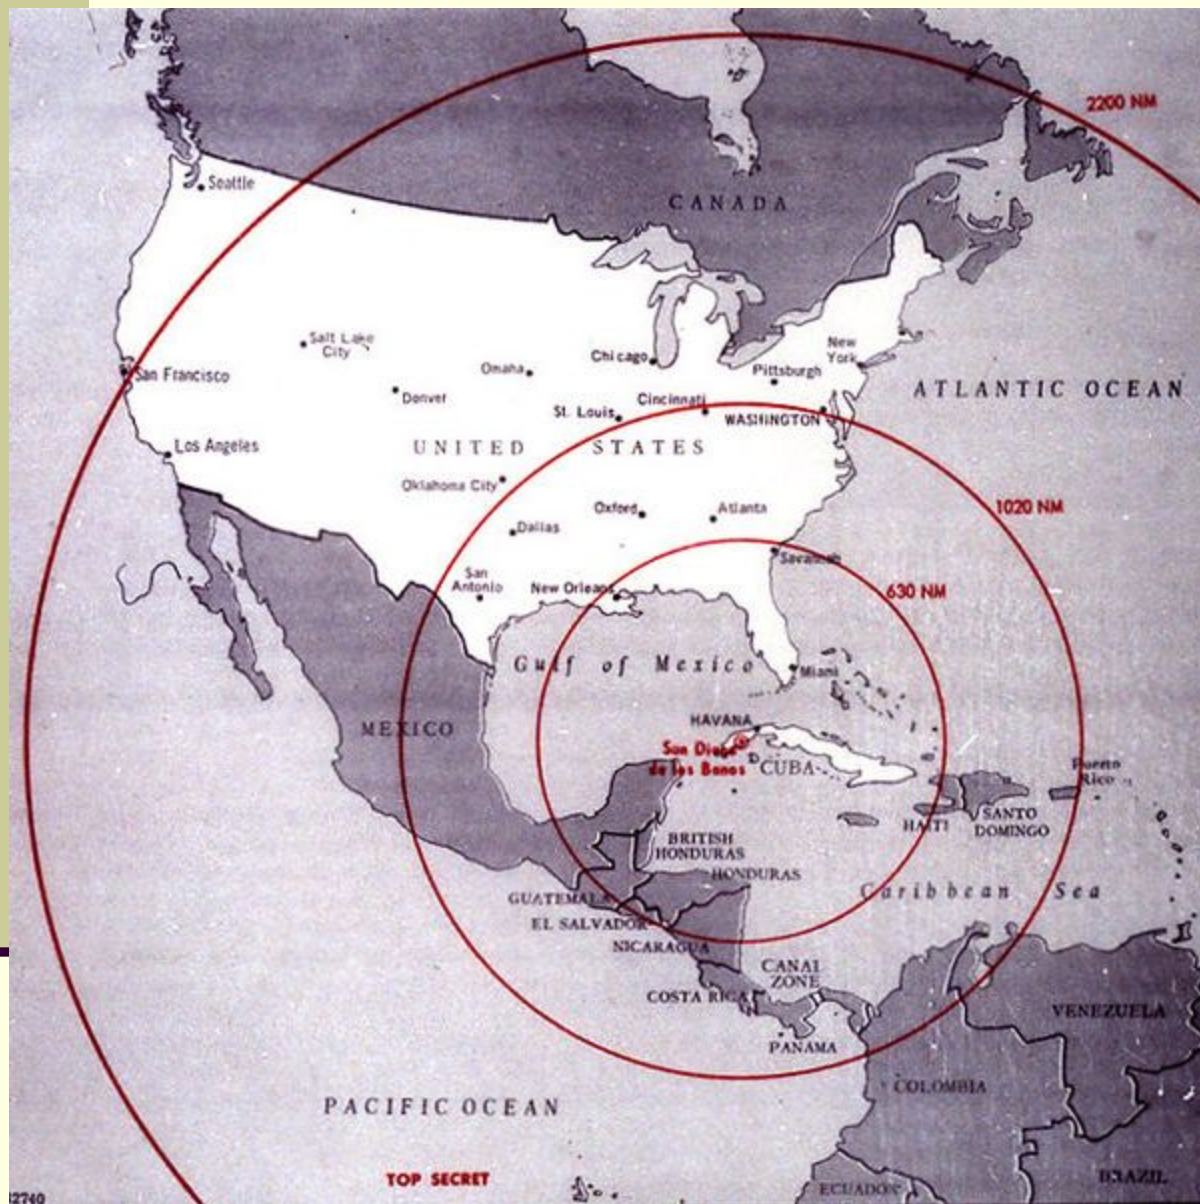 2200 NM
Seattle
CANADA
Salt Lake
City
San Francisco
Denver
Omaha
Chicago
New
York
Pittsburgh
ATLANTIC OCEAN
Cincinnati
St. Louis
WASHINGTON
Los Angeles
UNITED STATES
Oklahoma City
Oxford
Atlanta
1020 NM
Dallas
Savannah
San
Antonio
New Orleans
630 NM
Gulf of Mexico
Miami
MEXICO
HAVANA
San Diego
de los Banos
CUBA
Puerto
Rico
HAITI
SANTO
DOMINGO
BRITISH
HONDURAS
HONDURAS
GUATEMALA
Caribbean Sea
EL SALVADOR
NICARAGUA
CANAL
ZONE
COSTA RICA
VENEZUELA
PANAMA
COLOMBIA
PACIFIC OCEAN
TOP SECRET
ECUADOR
BRAZIL
2740